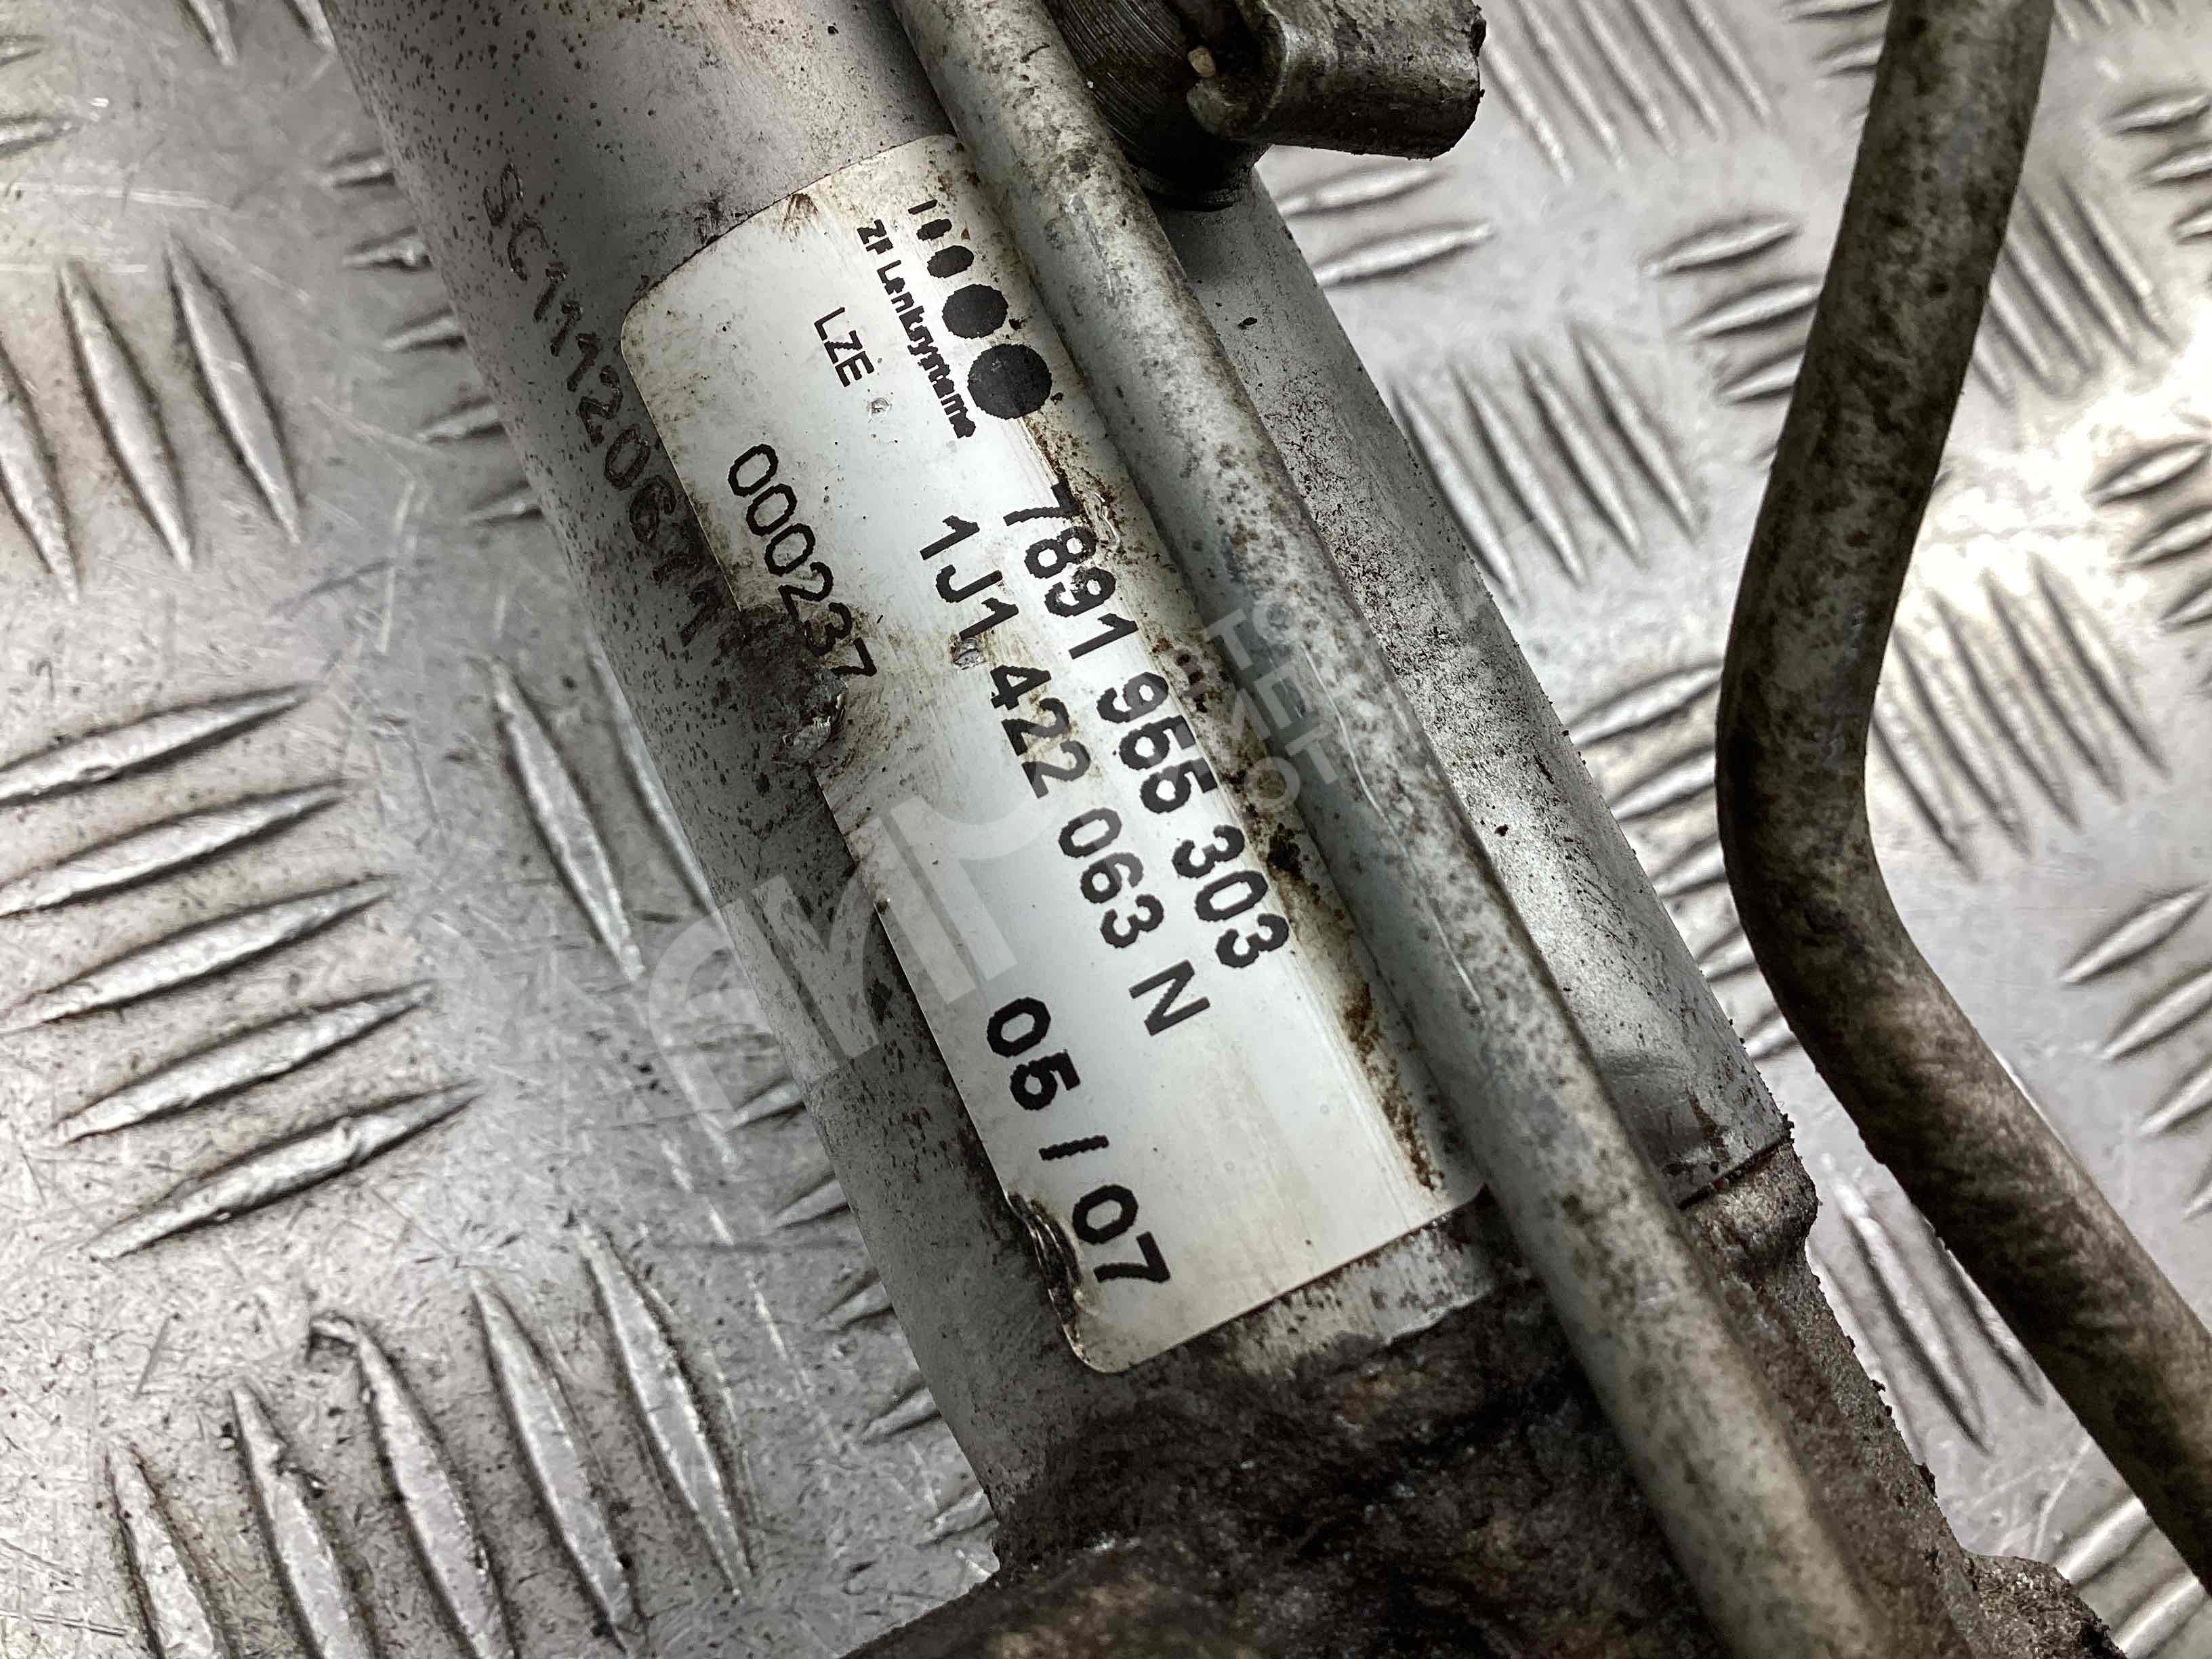 ZF Lenksysteme
7891 955 303
1J1 422 063 N
LZE
000237
05/07